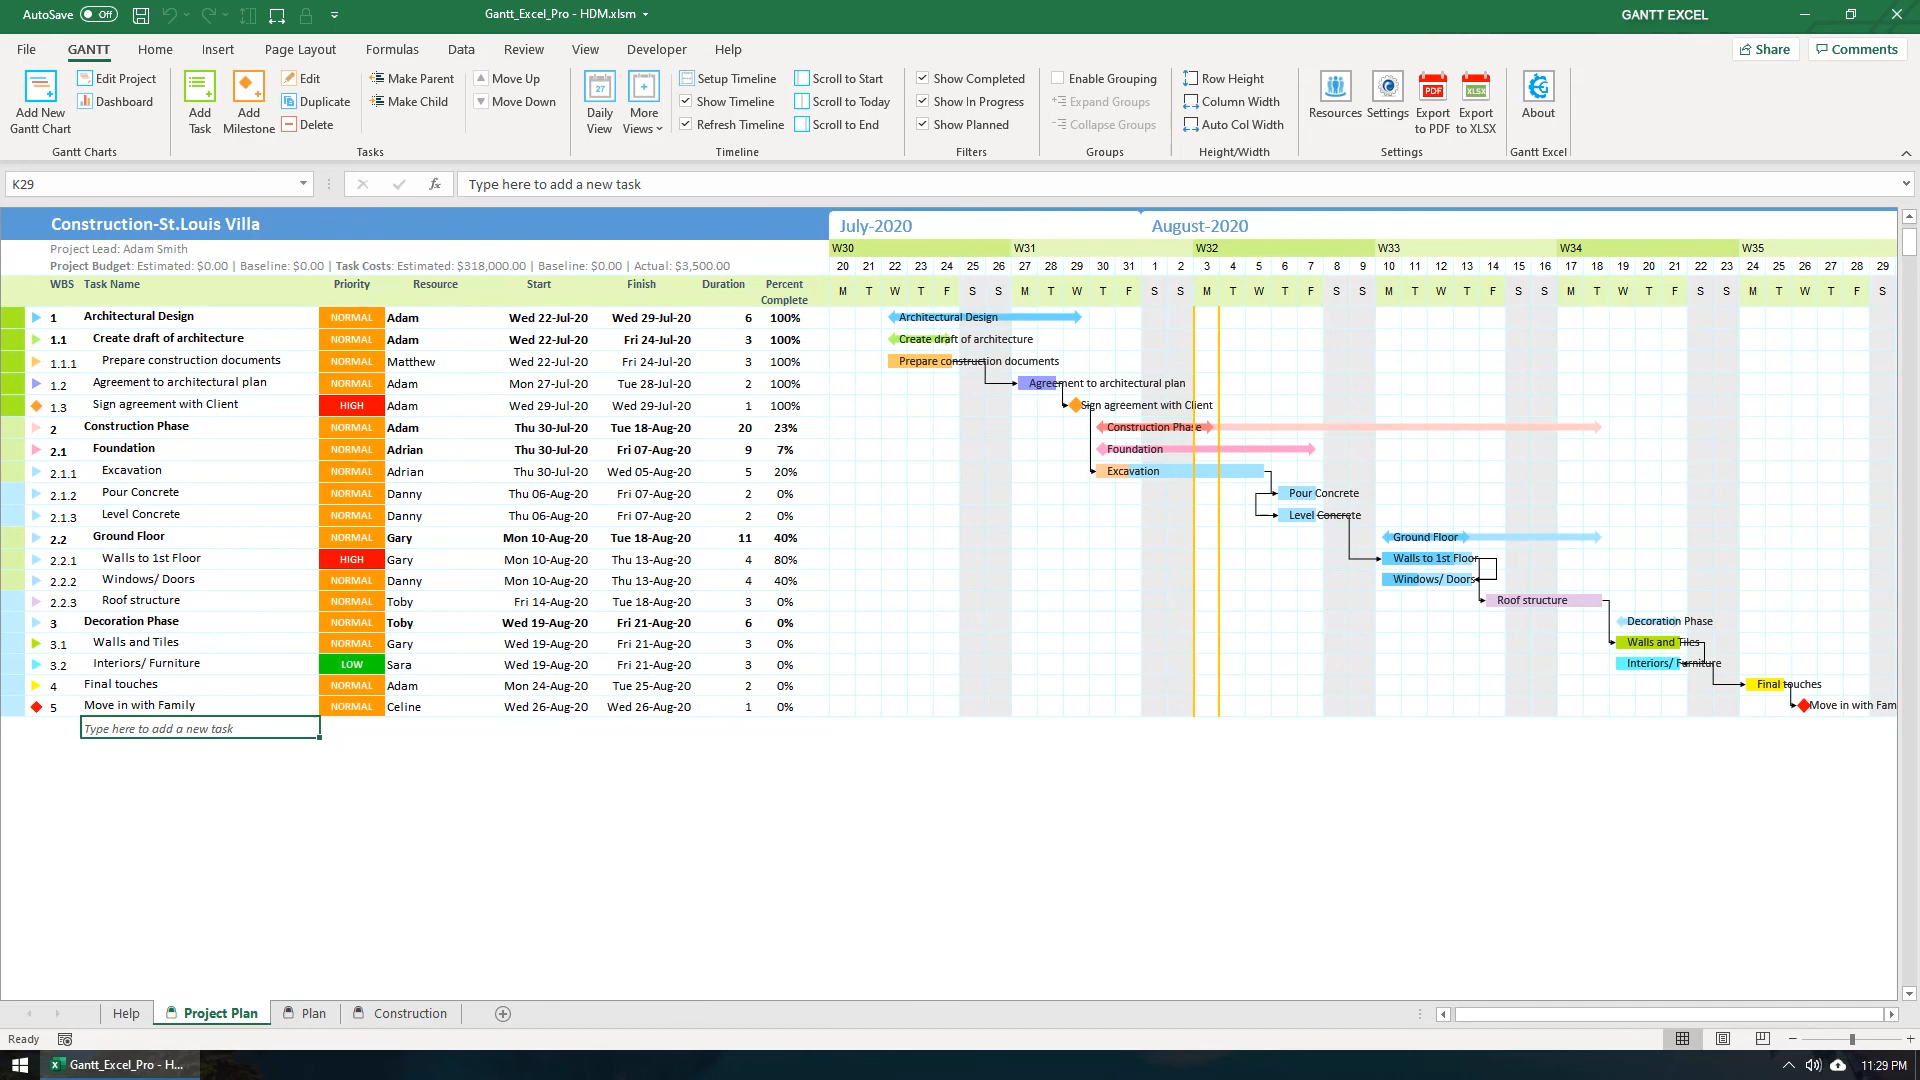 AutoSave Off Gantt_Excel_Pro - HDM.xlsm GANTT EXCEL
File GANTT Home Insert Page Layout Formulas Data Review View Developer Help Share Comments
Add New Gantt Chart
Edit Project
Dashboard
Gantt Charts
Add Task
Add Milestone
Edit
Duplicate
Delete
Make Parent
Make Child
Move Up
Move Down
Tasks
27
Daily View
More Views
Setup Timeline
Show Timeline
Refresh Timeline
Scroll to Start
Scroll to Today
Scroll to End
Timeline
Show Completed
Show In Progress
Show Planned
Filters
Enable Grouping
Expand Groups
Collapse Groups
Groups
Row Height
Column Width
Auto Col Width
Height/Width
Resources
Settings
PDF
Export to PDF
XLSX
Export to XLSX
Settings
About
Gantt Excel
K29 fx Type here to add a new task
Construction-St.Louis Villa July-2020 August-2020
Project Lead: Adam Smith W30 W31 W32 W33 W34 W35
Project Budget: Estimated: $0.00 | Baseline: $0.00 | Task Costs: Estimated: $318,000.00 | Baseline: $0.00 | Actual: $3,500.00 20 21 22 23 24 25 26 27 28 29 30 31 1 2 3 4 5 6 7 8 9 10 11 12 13 14 15 16 17 18 19 20 21 22 23 24 25 26 27 28 29
WBS Task Name Priority Resource Start Finish Duration Percent Complete M T W T F S S M T W T F S S M T W T F S S M T W T F S S M T W T F S S M T W T F S
1 Architectural Design NORMAL Adam Wed 22-Jul-20 Wed 29-Jul-20 6 100% Architectural Design
1.1 Create draft of architecture NORMAL Adam Wed 22-Jul-20 Fri 24-Jul-20 3 100% Create draft of architecture
1.1.1 Prepare construction documents NORMAL Matthew Wed 22-Jul-20 Fri 24-Jul-20 3 100% Prepare construction documents
1.2 Agreement to architectural plan NORMAL Adam Mon 27-Jul-20 Tue 28-Jul-20 2 100% Agreement to architectural plan
1.3 Sign agreement with Client HIGH Adam Wed 29-Jul-20 Wed 29-Jul-20 1 100% Sign agreement with Client
2 Construction Phase NORMAL Adam Thu 30-Jul-20 Tue 18-Aug-20 20 23% Construction Phase
2.1 Foundation NORMAL Adrian Thu 30-Jul-20 Fri 07-Aug-20 9 7% Foundation
2.1.1 Excavation NORMAL Adrian Thu 30-Jul-20 Wed 05-Aug-20 5 20% Excavation
2.1.2 Pour Concrete NORMAL Danny Thu 06-Aug-20 Fri 07-Aug-20 2 0% Pour Concrete
2.1.3 Level Concrete NORMAL Danny Thu 06-Aug-20 Fri 07-Aug-20 2 0% Level Concrete
2.2 Ground Floor NORMAL Gary Mon 10-Aug-20 Tue 18-Aug-20 11 40% Ground Floor
2.2.1 Walls to 1st Floor HIGH Gary Mon 10-Aug-20 Thu 13-Aug-20 4 80% Walls to 1st Floor
2.2.2 Windows/ Doors NORMAL Danny Mon 10-Aug-20 Thu 13-Aug-20 4 40% Windows/ Doors
2.2.3 Roof structure NORMAL Toby Fri 14-Aug-20 Tue 18-Aug-20 3 0% Roof structure
3 Decoration Phase NORMAL Toby Wed 19-Aug-20 Fri 21-Aug-20 6 0% Decoration Phase
3.1 Walls and Tiles NORMAL Gary Wed 19-Aug-20 Fri 21-Aug-20 3 0% Walls and Tiles
3.2 Interiors/ Furniture LOW Sara Wed 19-Aug-20 Fri 21-Aug-20 3 0% Interiors/ Furniture
4 Final touches NORMAL Adam Mon 24-Aug-20 Tue 25-Aug-20 2 0% Final touches
5 Move in with Family NORMAL Celine Wed 26-Aug-20 Wed 26-Aug-20 1 0% Move in with Fam
Type here to add a new task
Help Project Plan Plan Construction
Ready
Gantt_Excel_Pro - H... 11:29 PM